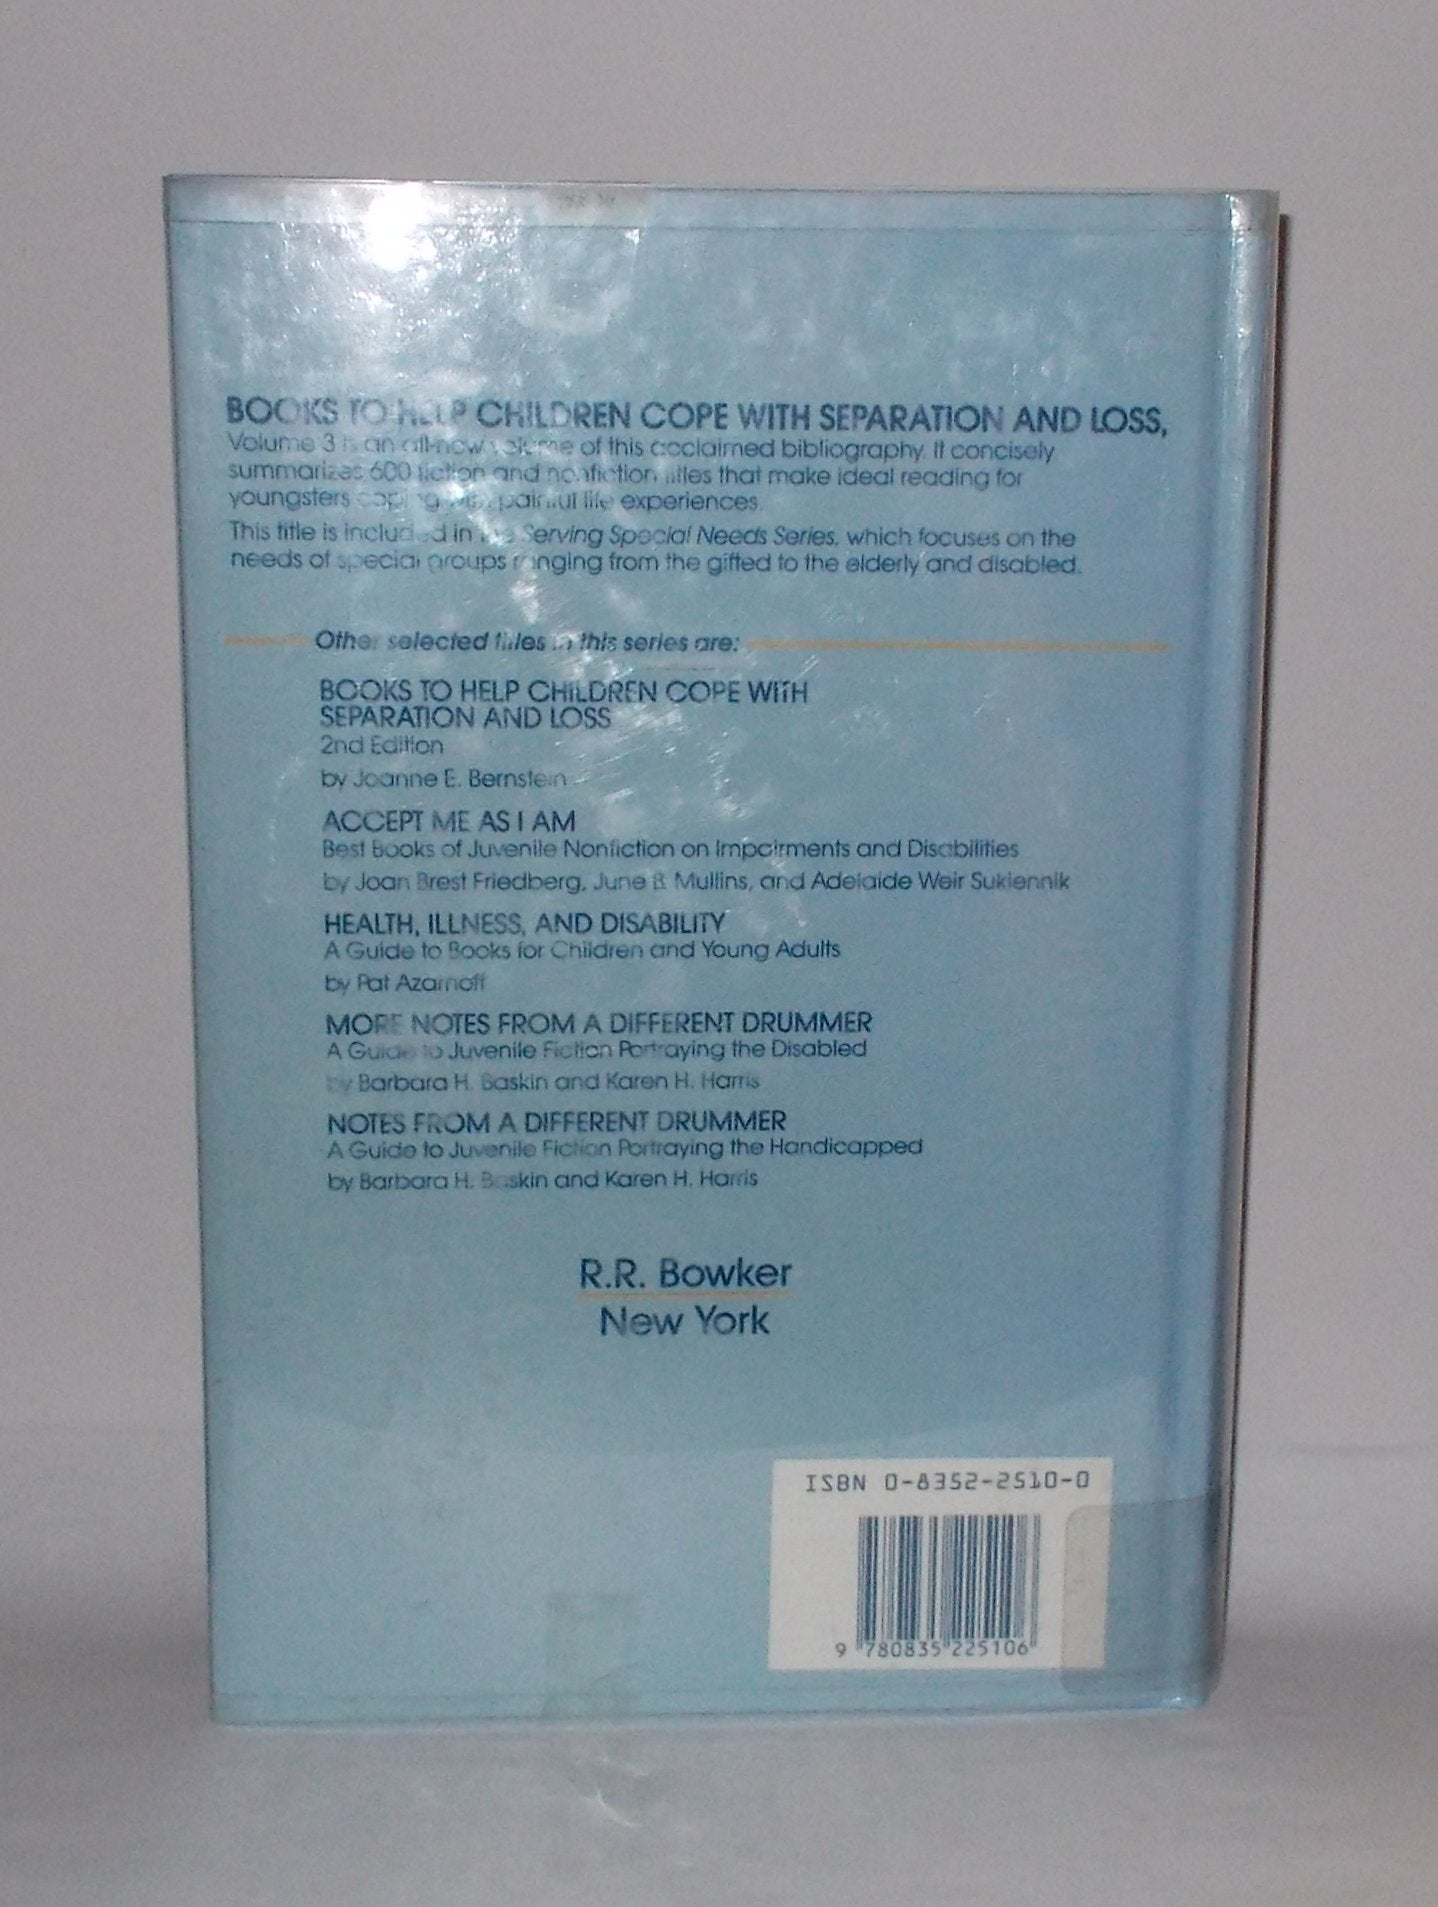 BOOKS TO HELP CHILDREN COPE WITH SEPARATION AND LOSS,
Volume 3 is an all-new volume of this acclaimed bibliography. It concisely
summarizes 600 fiction and nonfiction titles that make ideal reading for
youngsters coping with painful life experiences.
This title is included in the Serving Special Needs Series, which focuses on the
needs of special groups ranging from the gifted to the elderly and disabled.
Other selected titles in this series are:
BOOKS TO HELP CHILDREN COPE WITH
SEPARATION AND LOSS
2nd Edition
by Joanne E. Bernstein
ACCEPT ME AS I AM
Best Books of Juvenile Nonfiction on Impairments and Disabilities
by Joan Brest Friedberg, June B. Mullins, and Adelaide Weir Sukiennik
HEALTH, ILLNESS, AND DISABILITY
A Guide to Books for Children and Young Adults
by Pat Azarnoff
MORE NOTES FROM A DIFFERENT DRUMMER
A Guide to Juvenile Fiction Portraying the Disabled
by Barbara H. Baskin and Karen H. Harris
NOTES FROM A DIFFERENT DRUMMER
A Guide to Juvenile Fiction Portraying the Handicapped
by Barbara H. Baskin and Karen H. Harris
R.R. Bowker
New York
ISBN 0-8352-2510-0
9 780835 225106